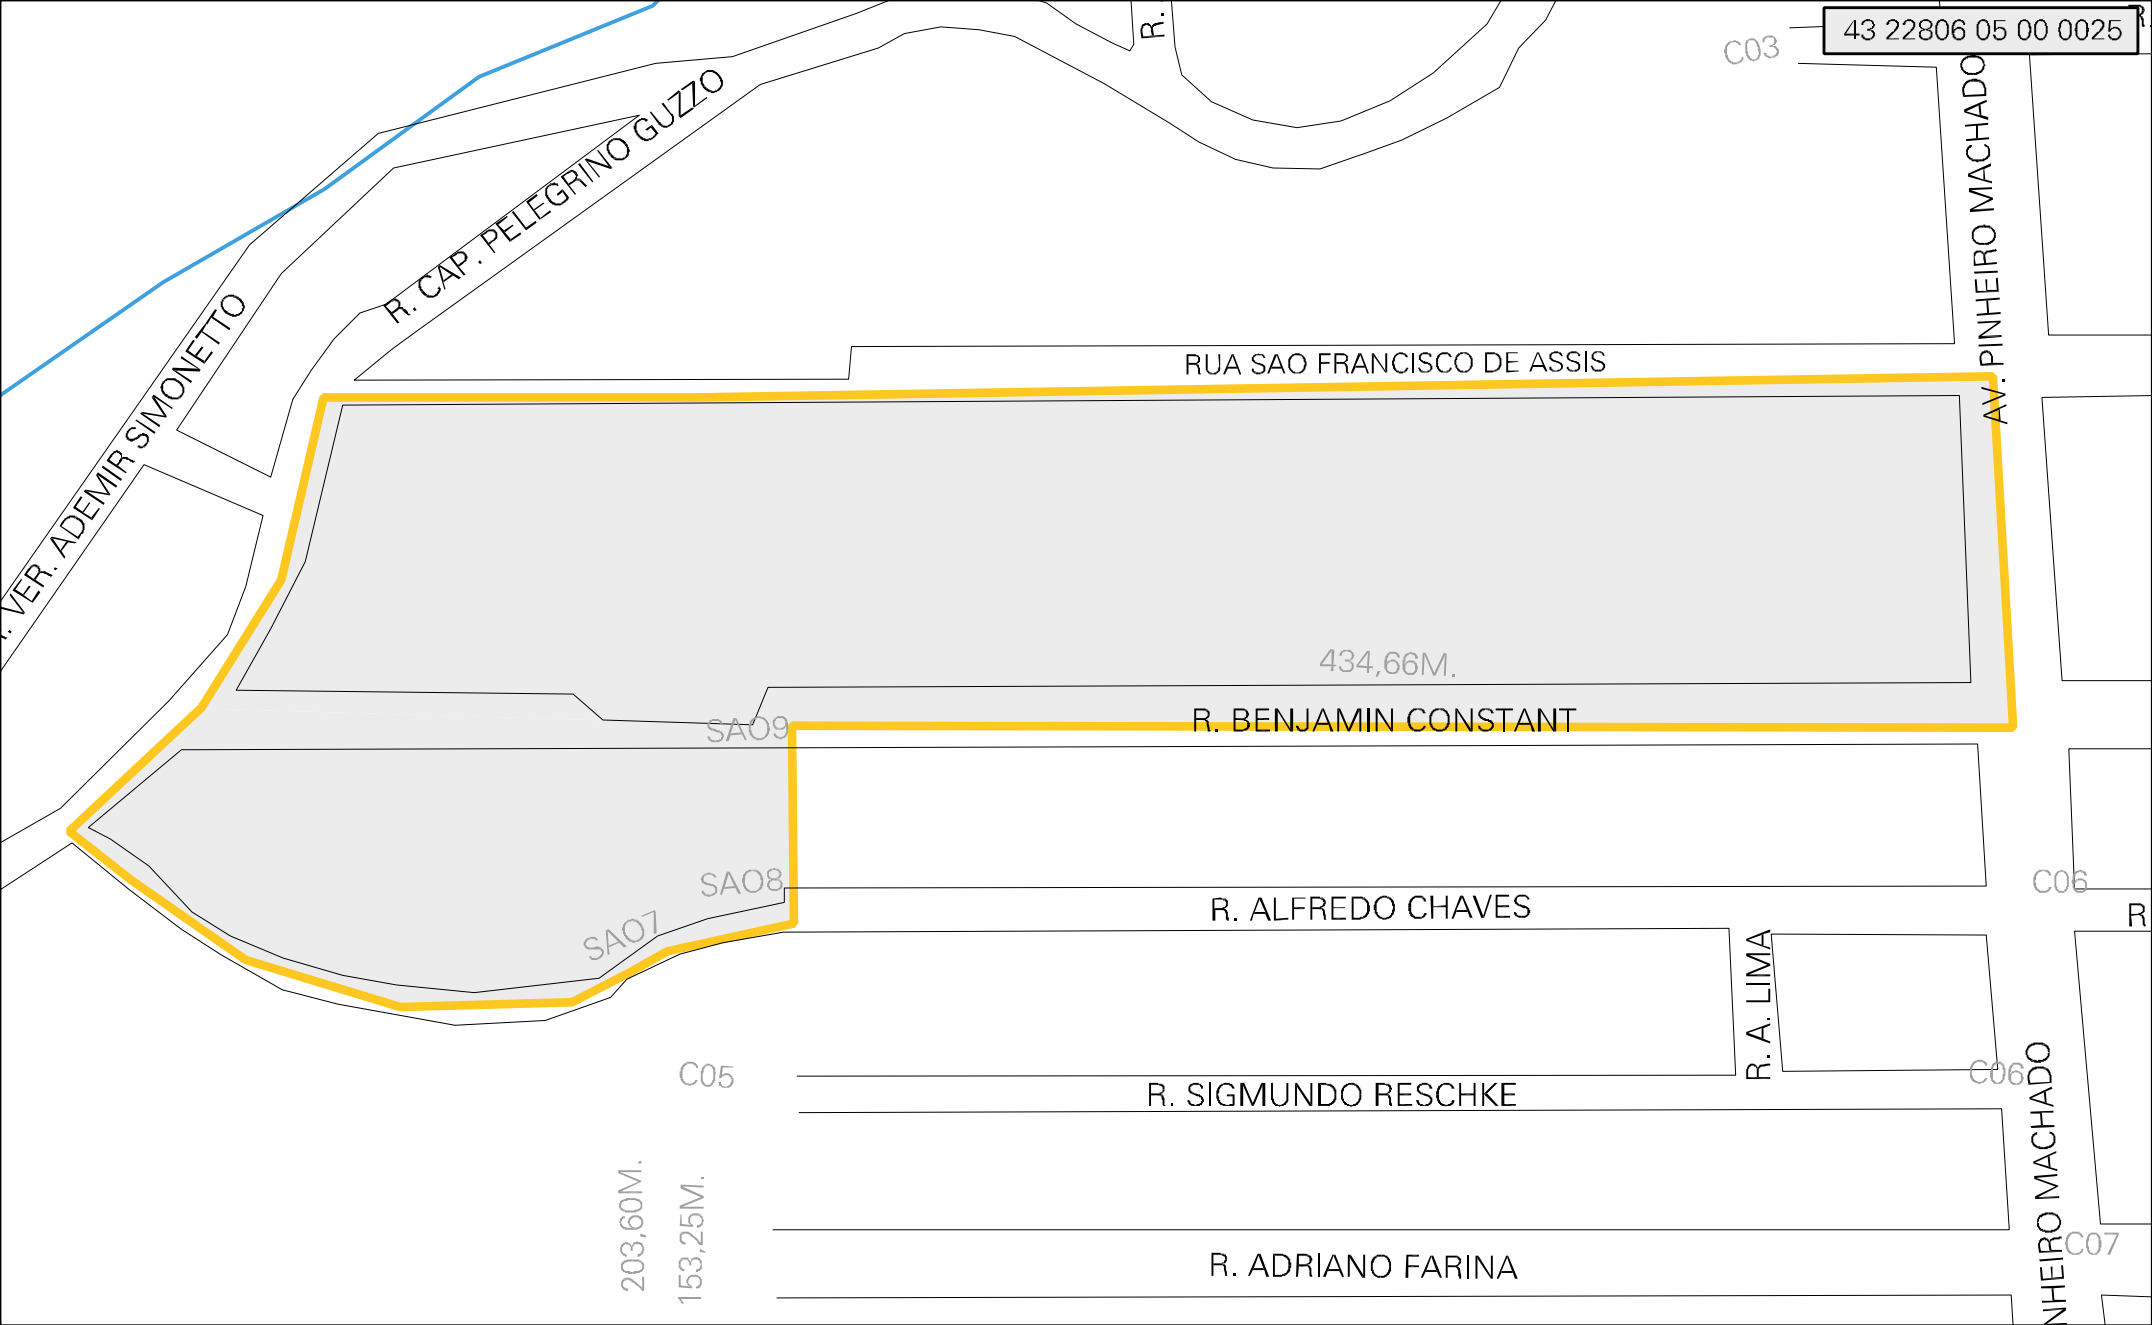 43 22806 05 00 0025
R.
C03
R. CAP. PELEGRINO GUZZO
AV. PINHEIRO MACHADO
VER. ADEMIR SIMONETTO
RUA SAO FRANCISCO DE ASSIS
434,66M.
SAO9
R. BENJAMIN CONSTANT
SAO8
C06
SAO7
R. ALFREDO CHAVES
R
R. A. LIMA
C05
C06
R. SIGMUNDO RESCHKE
NHEIRO MACHADO
203,60M.
153,25M.
R. ADRIANO FARINA
C07